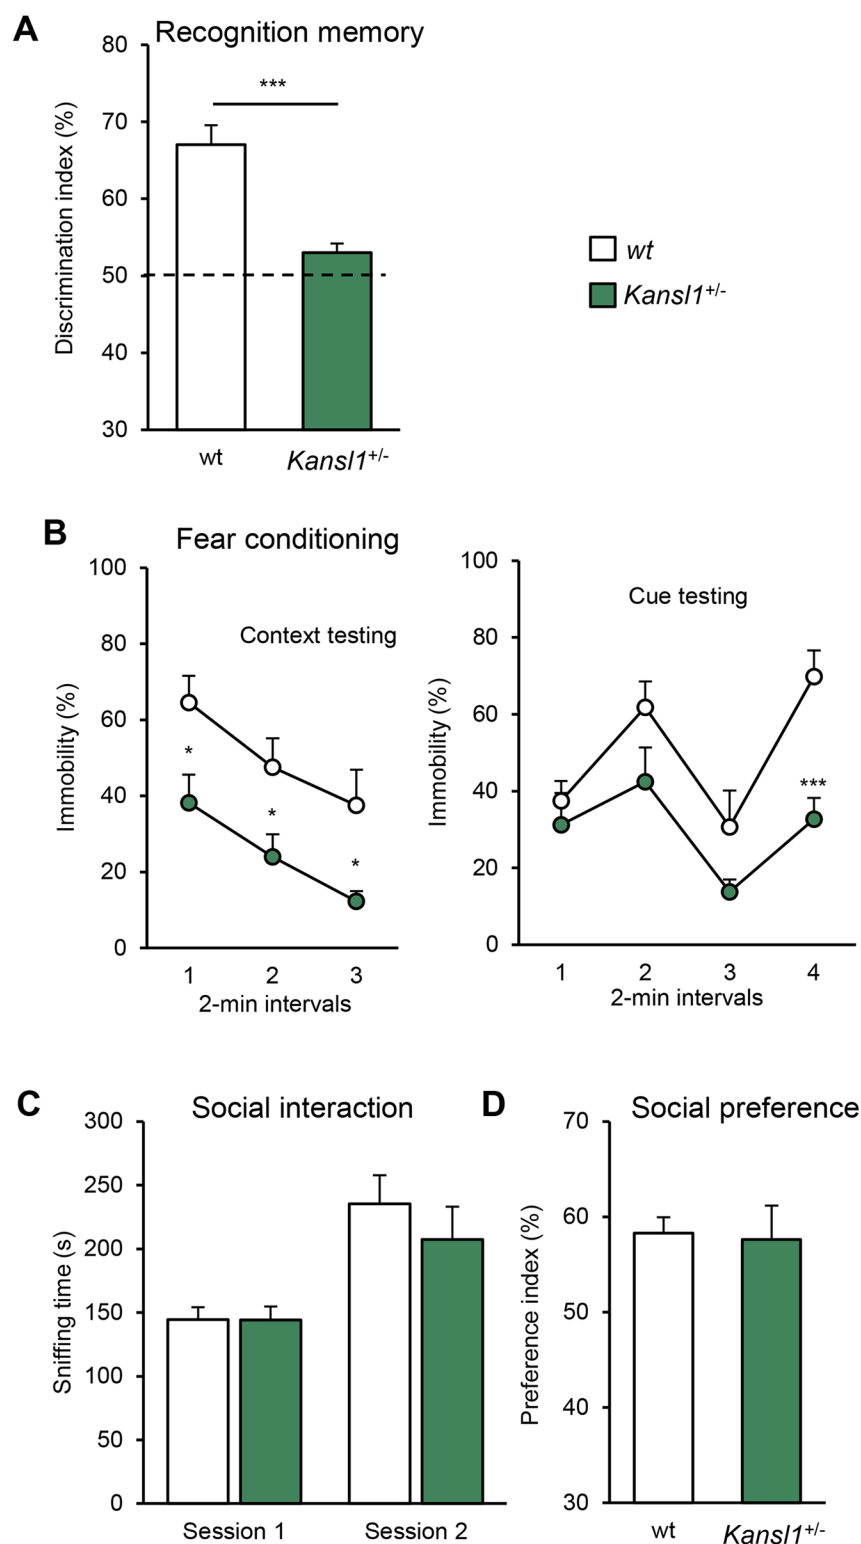 A
Recognition memory
80
70
60
50
40
30
Discrimination index (%)
***
wt
Kansl1+/-
wt
Kansl1+/-
B
Fear conditioning
100
80
60
40
20
0
Immobility (%)
Context testing
*
*
*
1 2 3
2-min intervals
100
80
60
40
20
0
Immobility (%)
Cue testing
***
1 2 3 4
2-min intervals
C
Social interaction
300
250
200
150
100
50
0
Sniffing time (s)
Session 1 Session 2
D
Social preference
70
60
50
40
30
Preference index (%)
wt Kansl1+/-